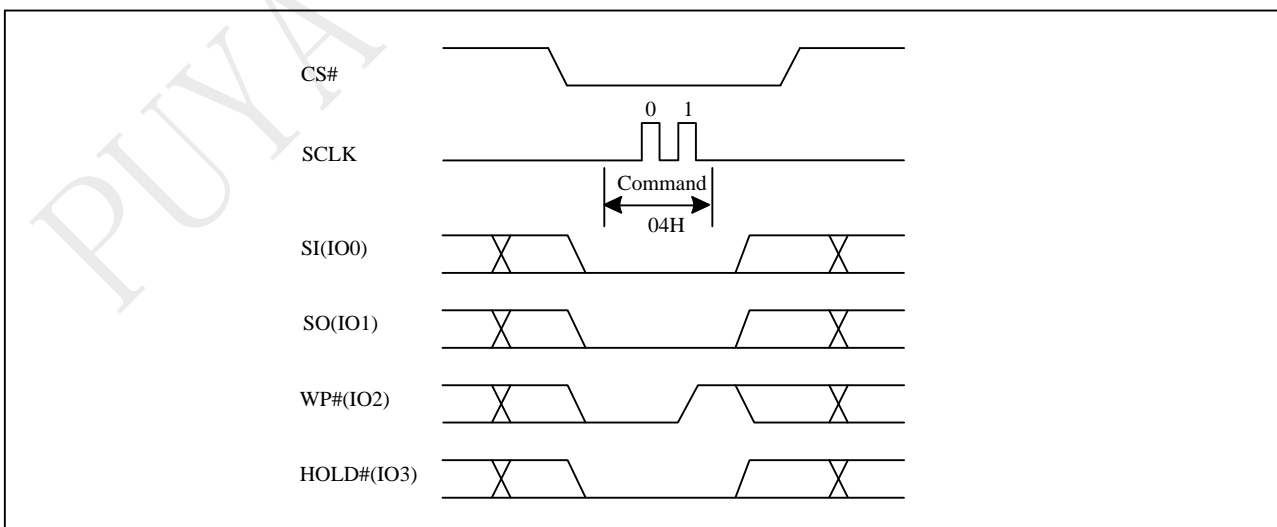 PUYA
CS#
0 1
SCLK
Command
04H
SI(IO0)
SO(IO1)
WP#(IO2)
HOLD#(IO3)